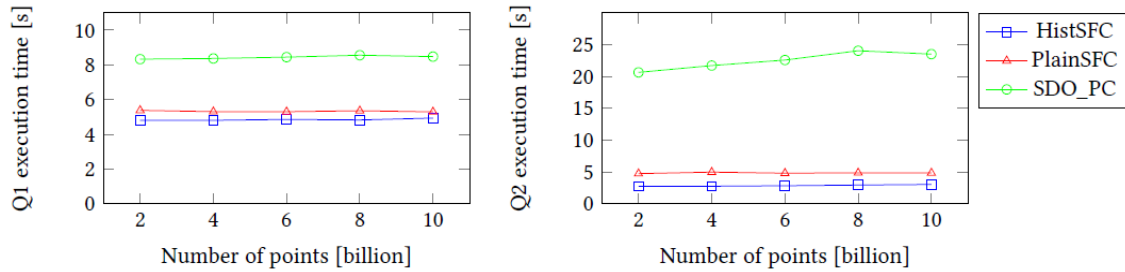 Q1 execution time [s]
10
8
6
4
2
0
2 4 6 8 10
Number of points [billion]
Q2 execution time [s]
25
20
15
10
5
0
2 4 6 8 10
Number of points [billion]
HistSFC
PlainSFC
SDO_PC